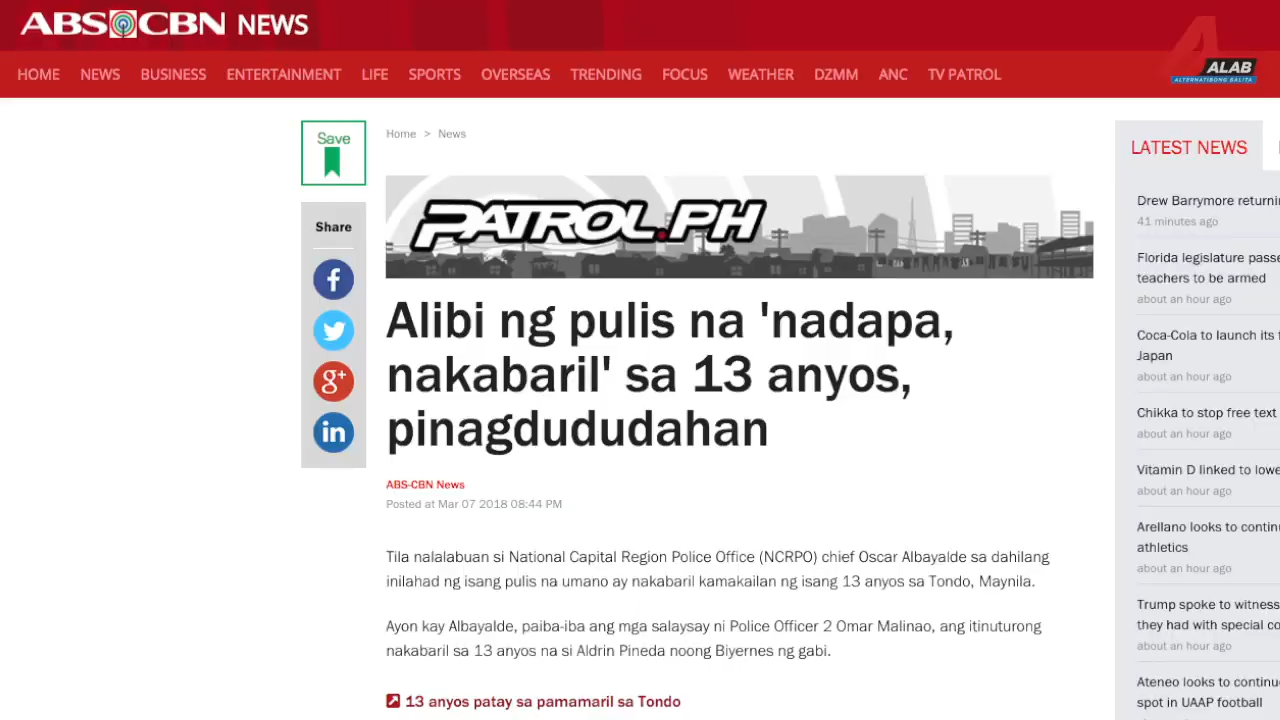 ABS CBN NEWS
HOME NEWS BUSINESS ENTERTAINMENT LIFE SPORTS OVERSEAS TRENDING FOCUS WEATHER DZMM ANC TV PATROL
ALAB
ALTERNATIBONG BALITA
Save
Share
Home > News
PATROL.PH
Alibi ng pulis na 'nadapa,
nakabaril' sa 13 anyos,
pinagdududahan
ABS-CBN News
Posted at Mar 07 2018 08:44 PM
Tila nalalabuan si National Capital Region Police Office (NCRPO) chief Oscar Albayalde sa dahilang
inilahad ng isang pulis na umano ay nakabaril kamakailan ng isang 13 anyos sa Tondo, Maynila.
Ayon kay Albayalde, paiba-iba ang mga salaysay ni Police Officer 2 Omar Malinao, ang itinuturong
nakabaril sa 13 anyos na si Aldrin Pineda noong Biyernes ng gabi.
13 anyos patay sa pamamaril sa Tondo
LATEST NEWS
Drew Barrymore returnin
41 minutes ago
Florida legislature passe
teachers to be armed
about an hour ago
Coca-Cola to launch its
Japan
about an hour ago
Chikka to stop free text
about an hour ago
Vitamin D linked to lowe
about an hour ago
Arellano looks to contin
athletics
about an hour ago
Trump spoke to witness
they had with special co
about an hour ago
Ateneo looks to continu
spot in UAAP football